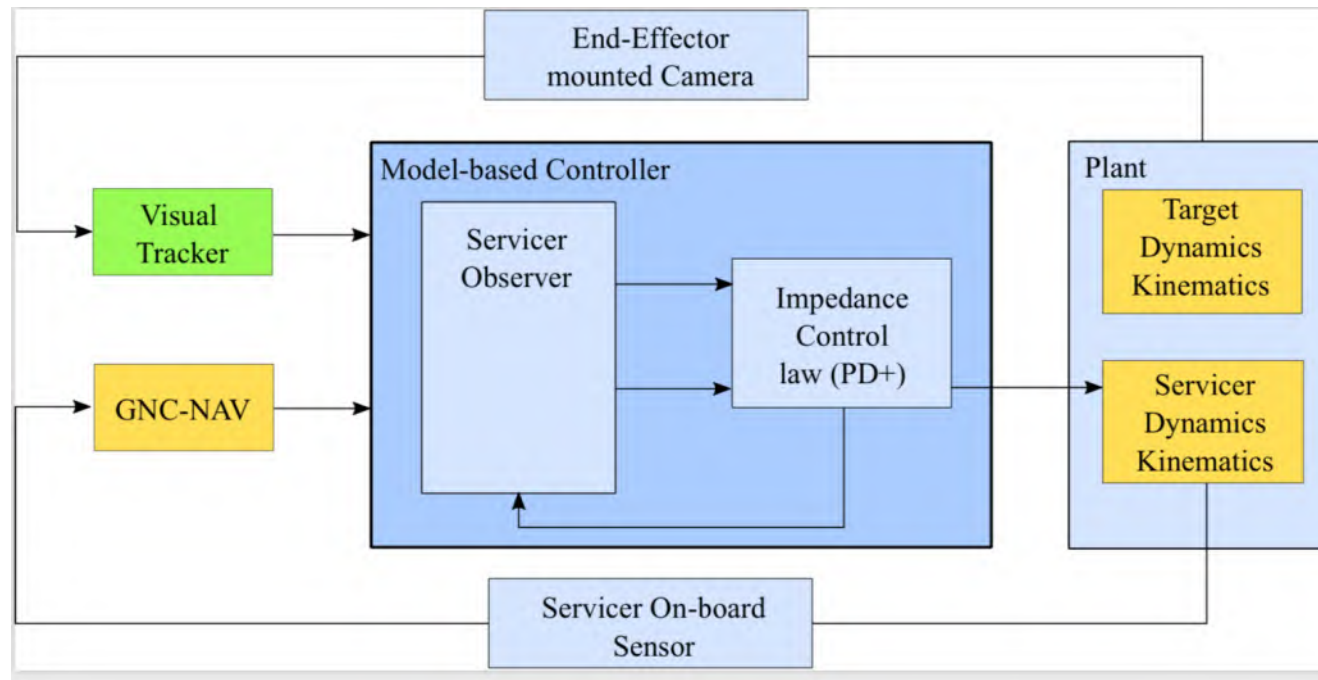 End-Effector
mounted Camera
Model-based Controller
Plant
Visual
Tracker
Servicer
Observer
Target
Dynamics
Kinematics
Impedance
Control
law (PD+)
GNC-NAV
Servicer
Dynamics
Kinematics
Servicer On-board
Sensor